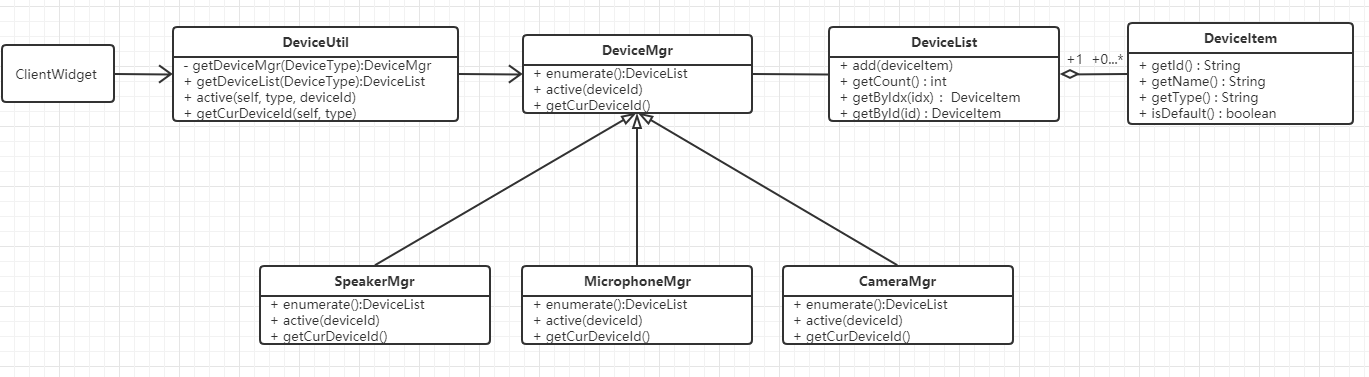 ClientWidget
DeviceUtil
- getDeviceMgr(DeviceType):DeviceMgr
+ getDeviceList(DeviceType):DeviceList
+ active(self, type, deviceId)
+ getCurDeviceId(self, type)
DeviceMgr
+ enumerate():DeviceList
+ active(deviceId)
+ getCurDeviceId()
DeviceList
+ add(deviceItem)
+ getCount() : int
+ getByIdx(idx) : DeviceItem
+ getById(id) : DeviceItem
+1 +0...*
DeviceItem
+ getId() : String
+ getName() : String
+ getType() : String
+ isDefault() : boolean
SpeakerMgr
+ enumerate():DeviceList
+ active(deviceId)
+ getCurDeviceId()
MicrophoneMgr
+ enumerate():DeviceList
+ active(deviceId)
+ getCurDeviceId()
CameraMgr
+ enumerate():DeviceList
+ active(deviceId)
+ getCurDeviceId()